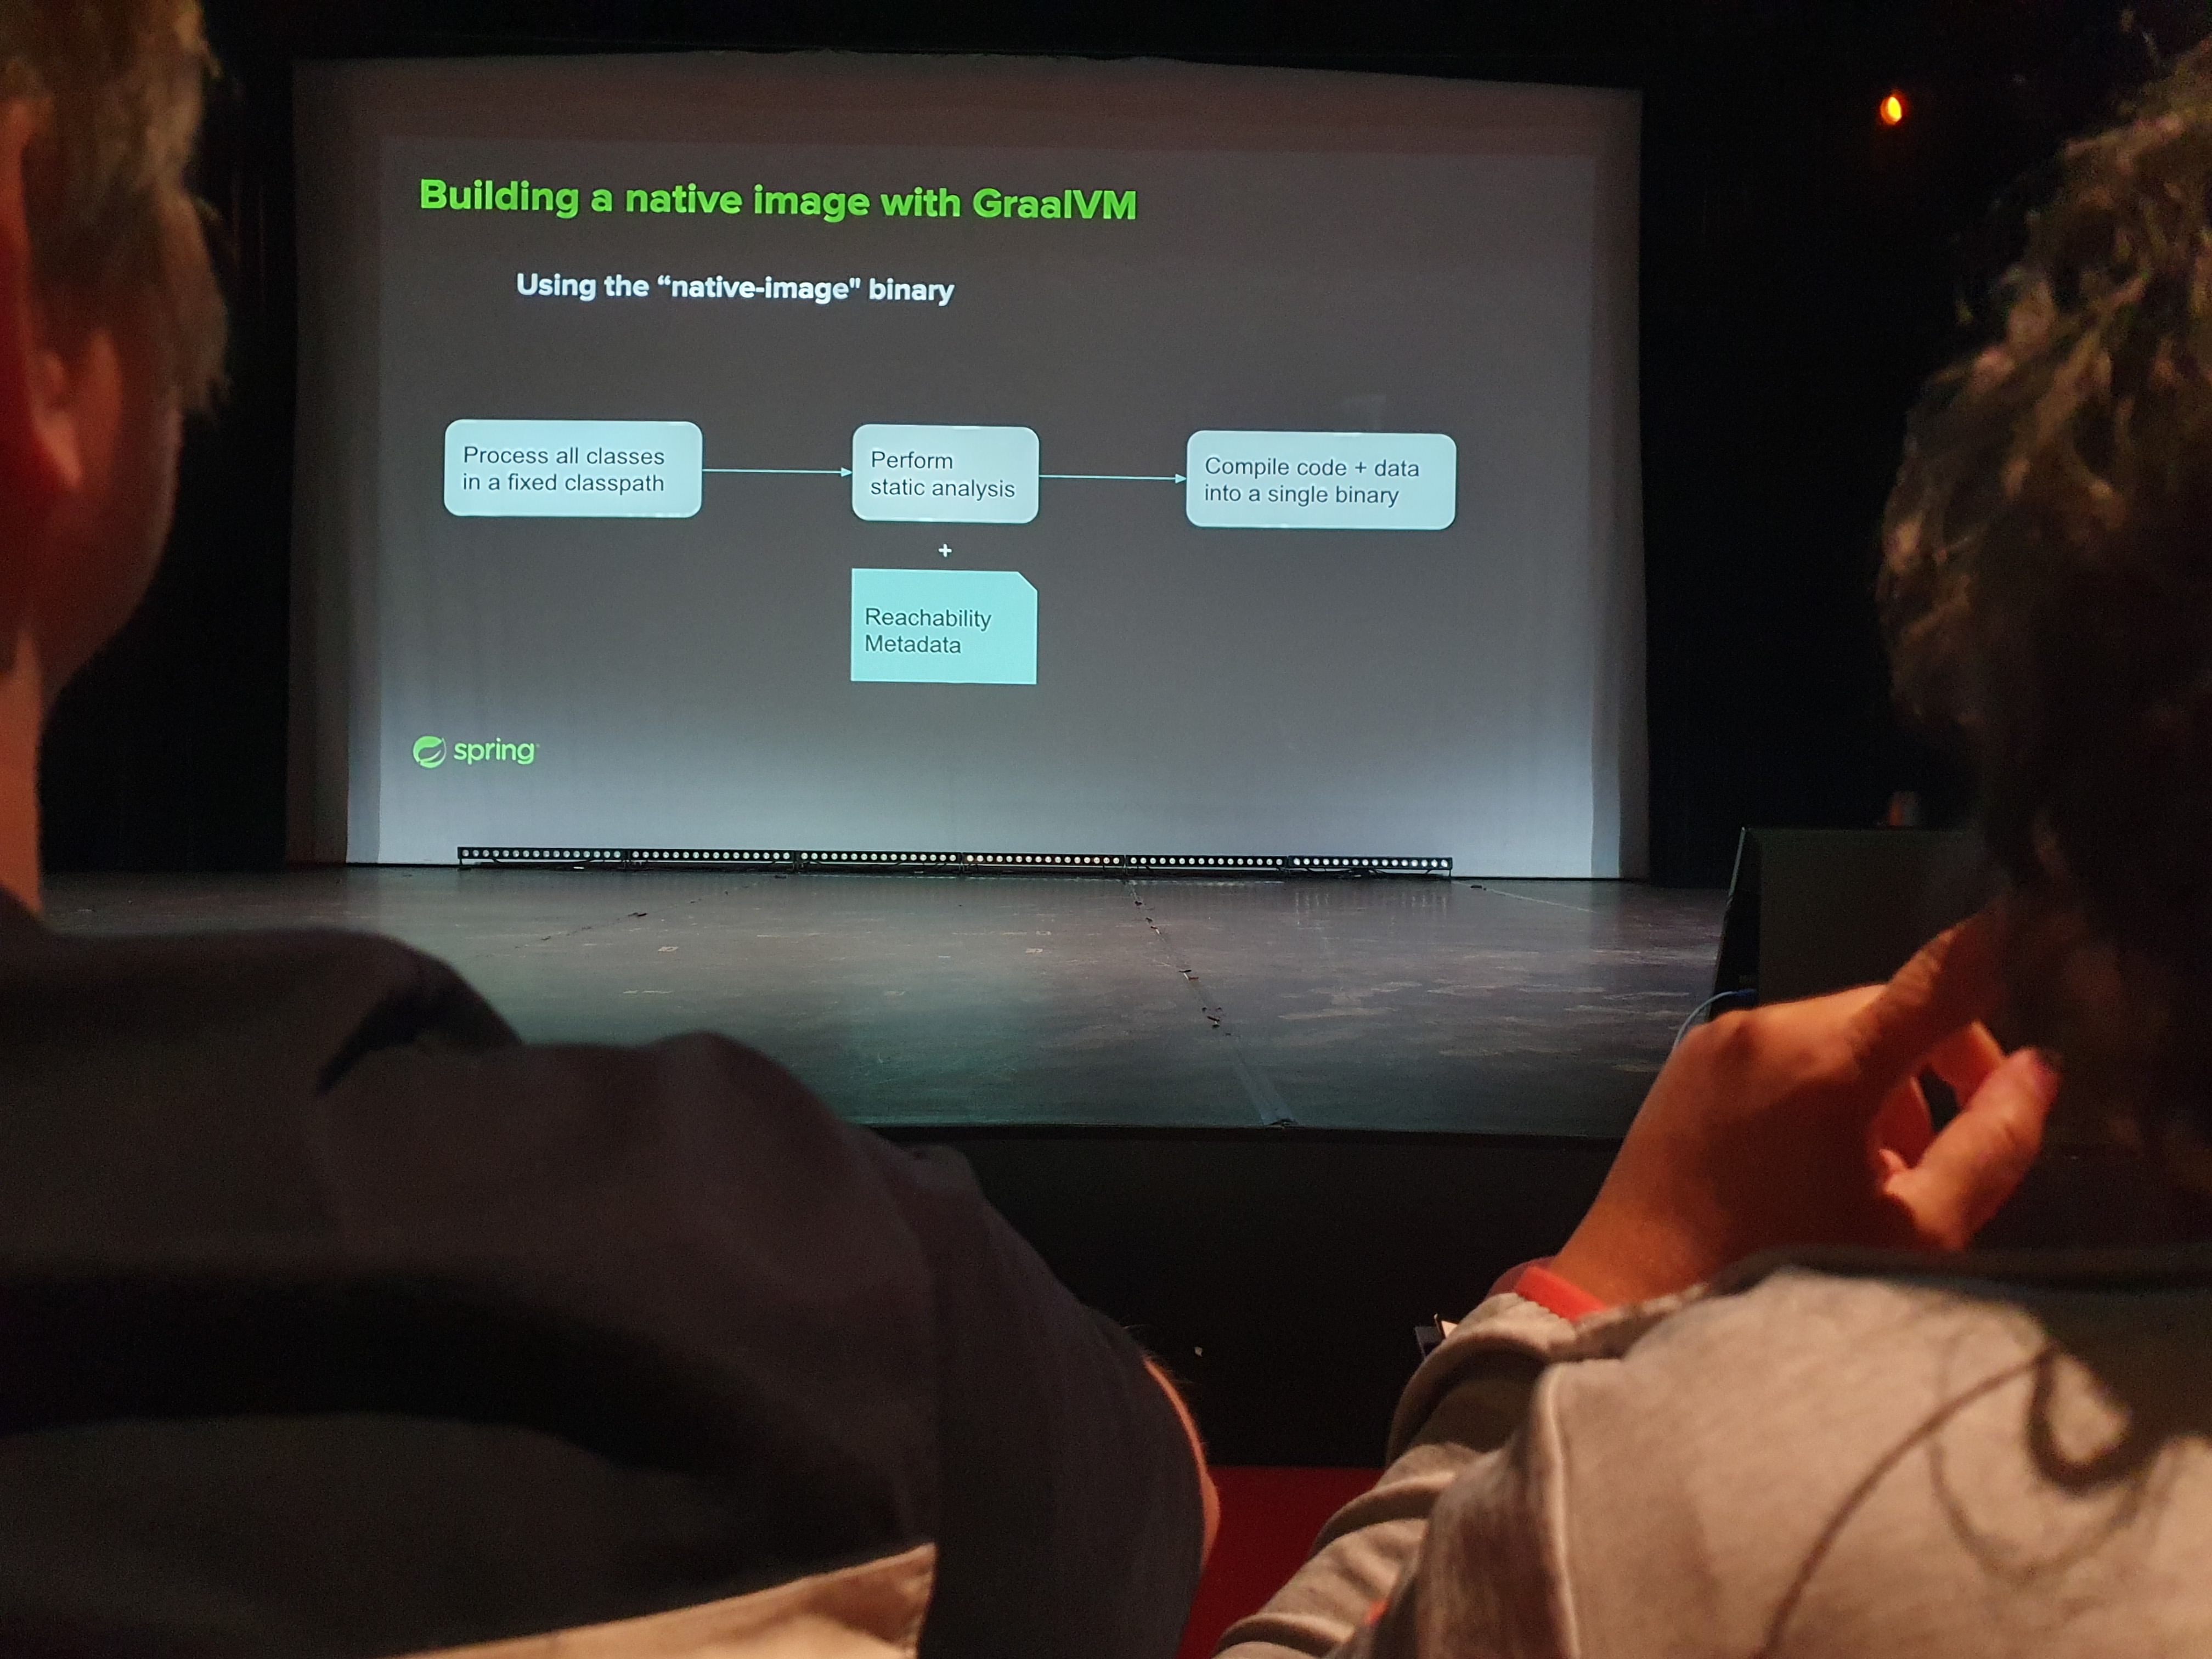 Building a native image with GraalVM
Using the “native-image" binary
Process all classes
in a fixed classpath
Perform
static analysis
Compile code + data
into a single binary
+
Reachability
Metadata
spring